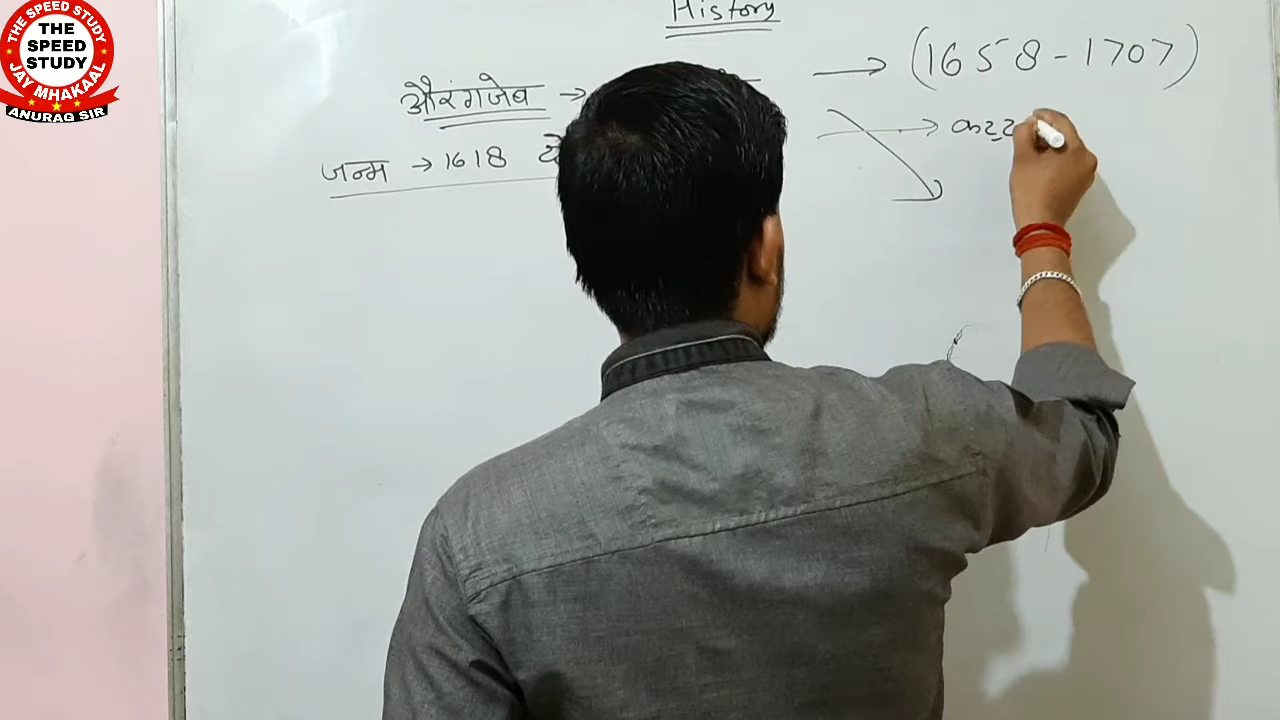 THE SPEED STUDY
THE
SPEED
STUDY
JAY MHAKAAL
ANURAG SIR
History
औरंगजेब → → (1658-1707)
→
जन्म → 1618